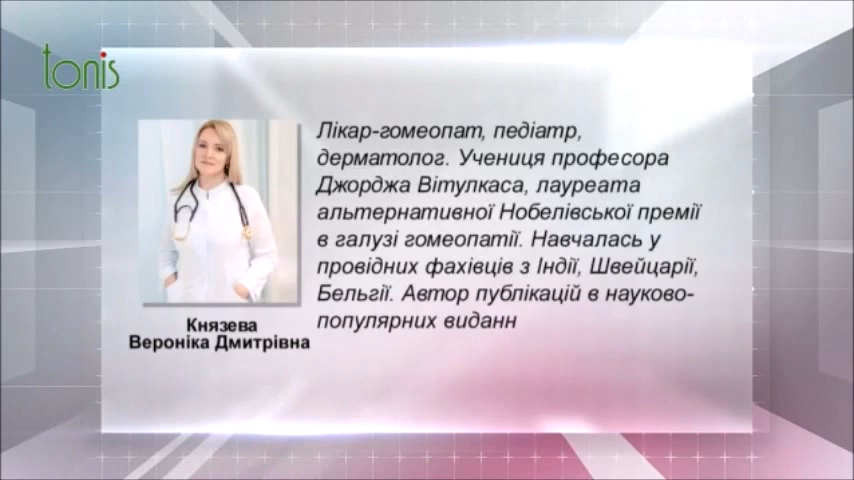 tonis
Лікар-гомеопат, педіатр,
дерматолог. Учениця професора
Джорджа Вітулкаса, лауреата
альтернативної Нобелівської премії
в галузі гомеопатії. Навчалась у
провідних фахівців з Індії, Швейцарії,
Бельгії. Автор публікацій в науково-
популярних виданн
Князева
Вероніка Дмитрівна